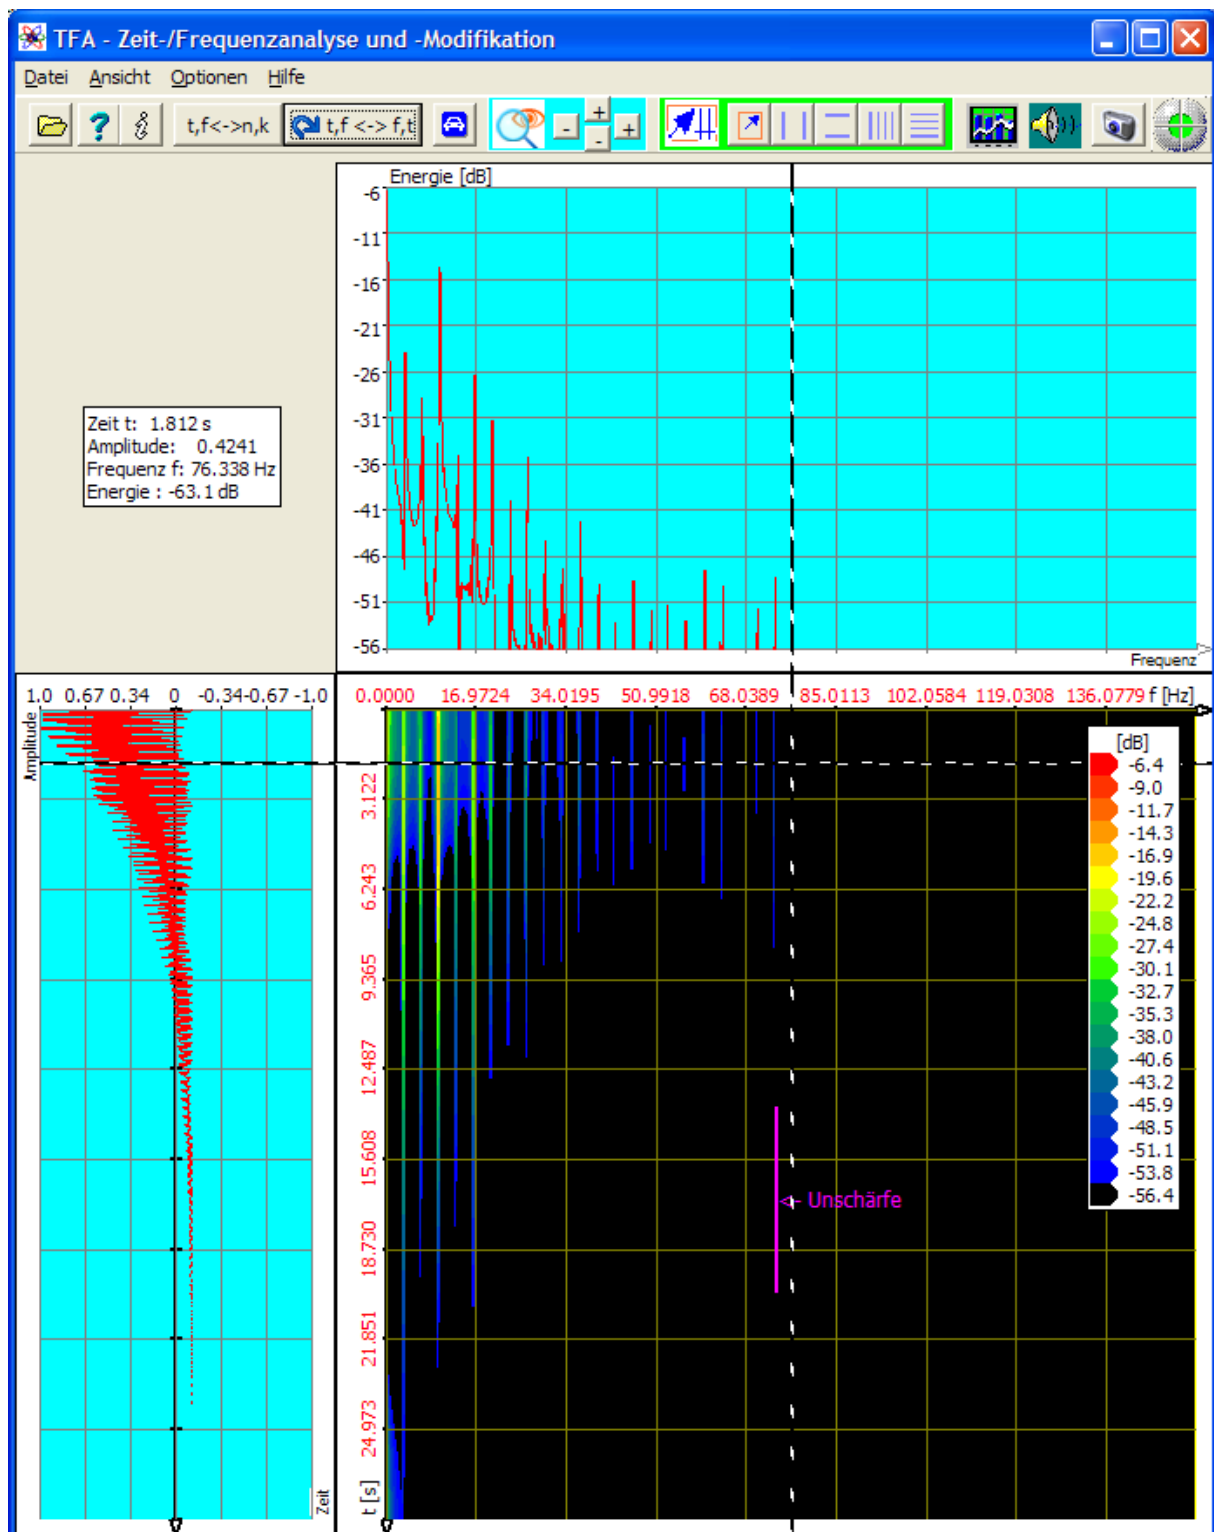 TFA - Zeit-/Frequenzanalyse und -Modifikation
Datei Ansicht Optionen Hilfe
? i t,f<->n,k t,f <-> f,t - + - +
Energie [dB]
-6
-11
-16
-21
-26
-31
-36
-41
-46
-51
-56
Frequenz
Zeit t: 1.812 s
Amplitude: 0.4241
Frequenz f: 76.338 Hz
Energie : -63.1 dB
1.0 0.67 0.34 0 -0.34 -0.67 -1.0
Amplitude
Zeit
0.0000 16.9724 34.0195 50.9918 68.0389 85.0113 102.0584 119.0308 136.0779 f [Hz]
3.122
6.243
9.365
12.487
15.608
18.730
21.851
24.973
t [s]
[dB]
-6.4
-9.0
-11.7
-14.3
-16.9
-19.6
-22.2
-24.8
-27.4
-30.1
-32.7
-35.3
-38.0
-40.6
-43.2
-45.9
-48.5
-51.1
-53.8
-56.4
<- Unschärfe